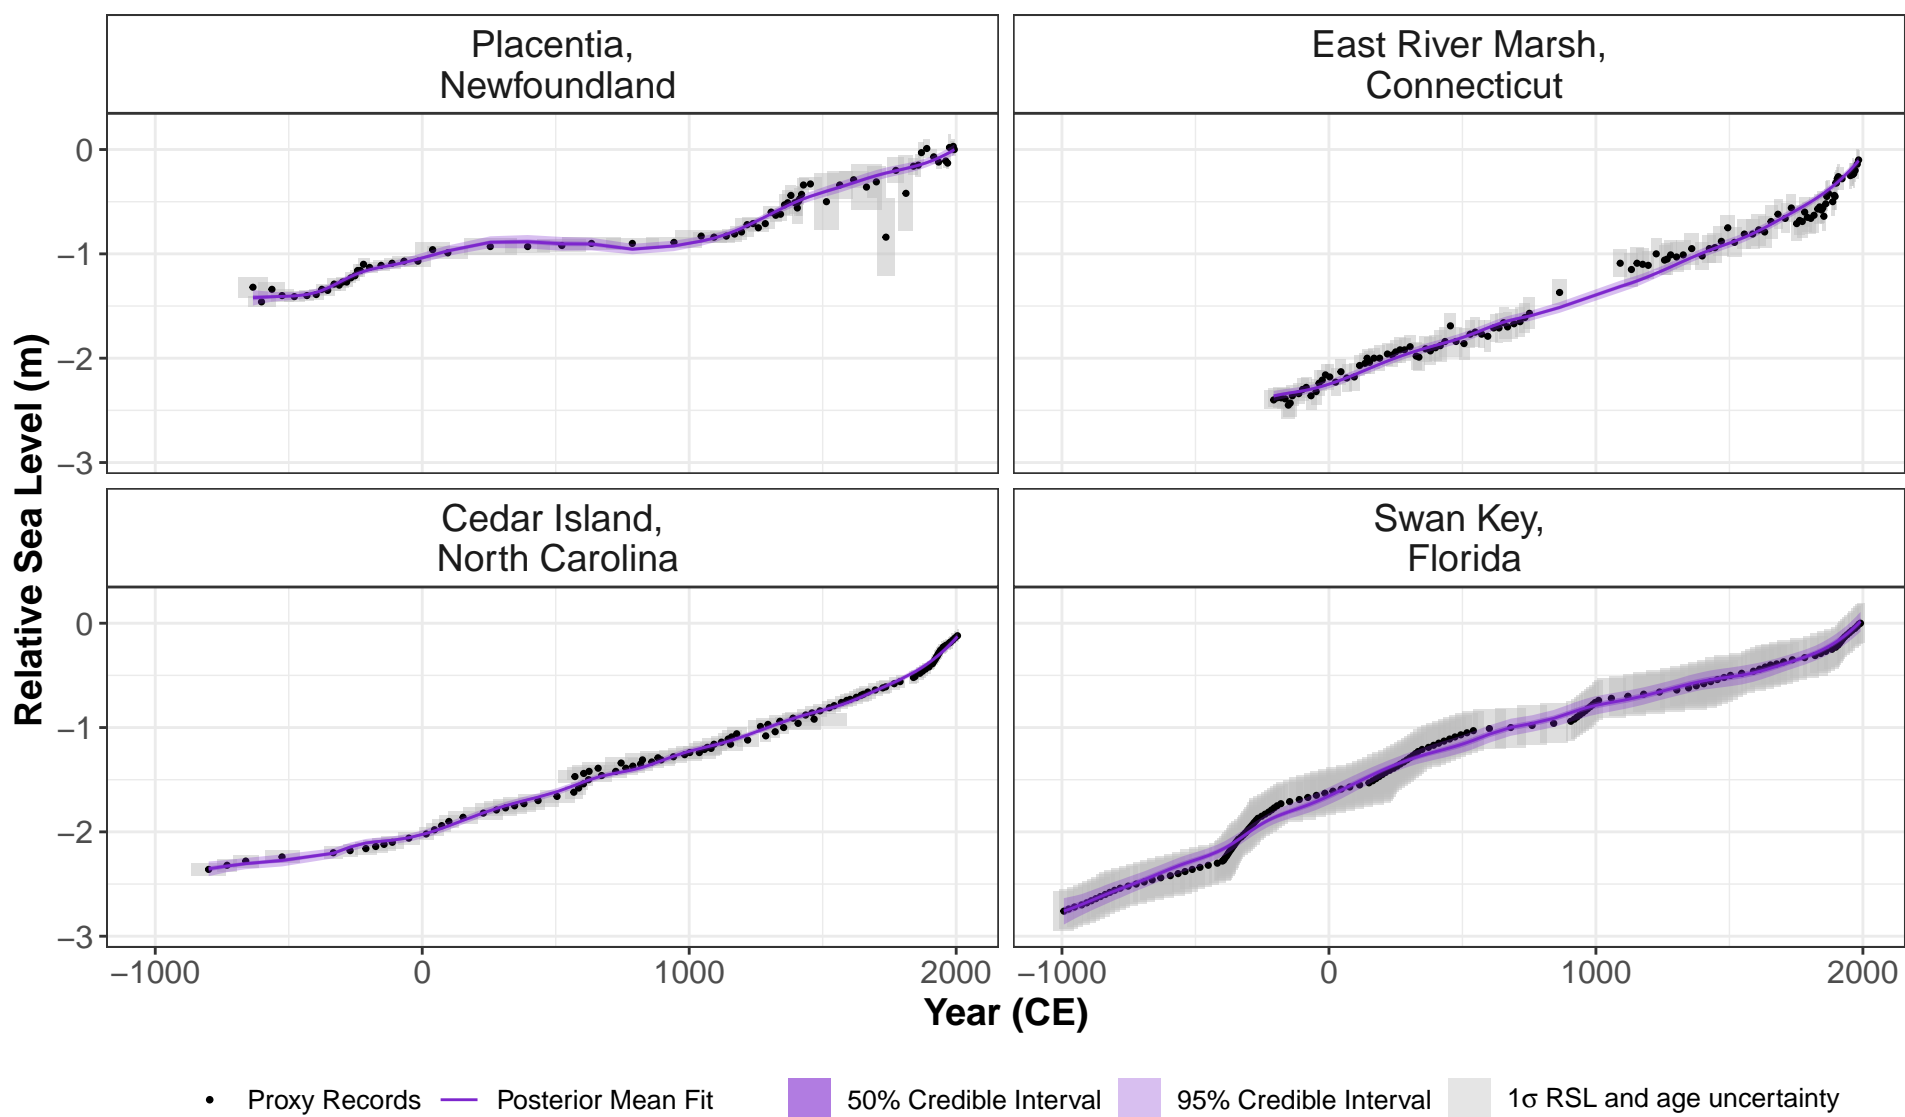 Placentia,
Newfoundland
East River Marsh,
Connecticut
0
−1
−2
−3
Cedar Island,
North Carolina
Swan Key,
Florida
0
−1
−2
−3
−1000 0 1000 2000
−1000 0 1000 2000
Relative Sea Level (m)
Year (CE)
Proxy Records Posterior Mean Fit 50% Credible Interval 95% Credible Interval 1σ RSL and age uncertainty